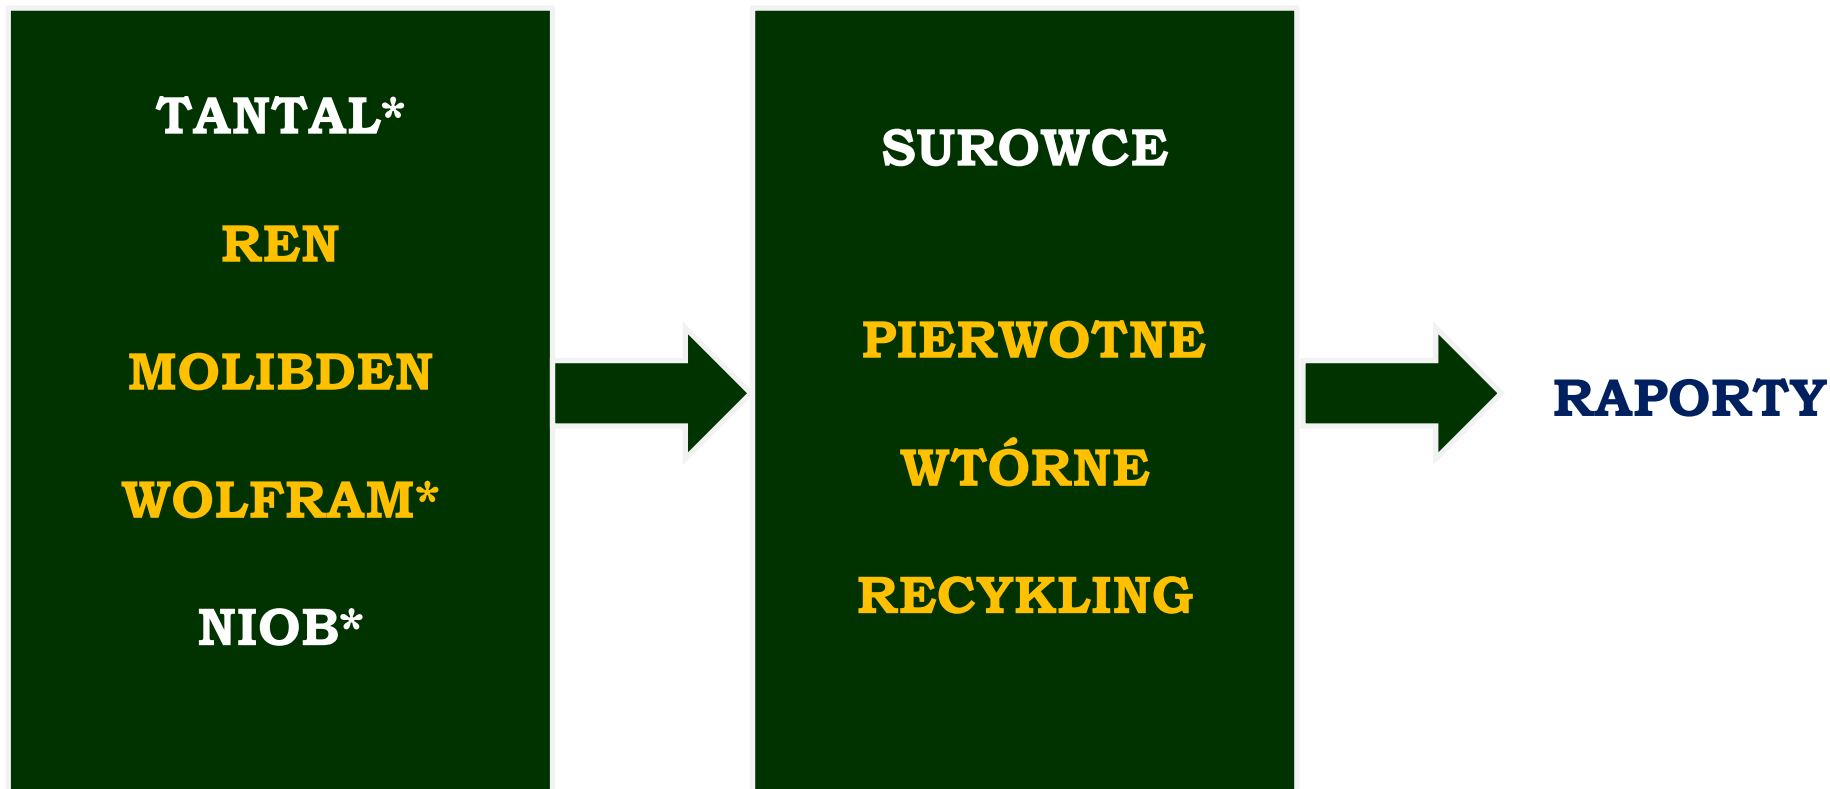 TANTAL*
REN
MOLIBDEN
WOLFRAM*
NIOB*
SUROWCE
PIERWOTNE
WTÓRNE
RECYKLING
RAPORTY